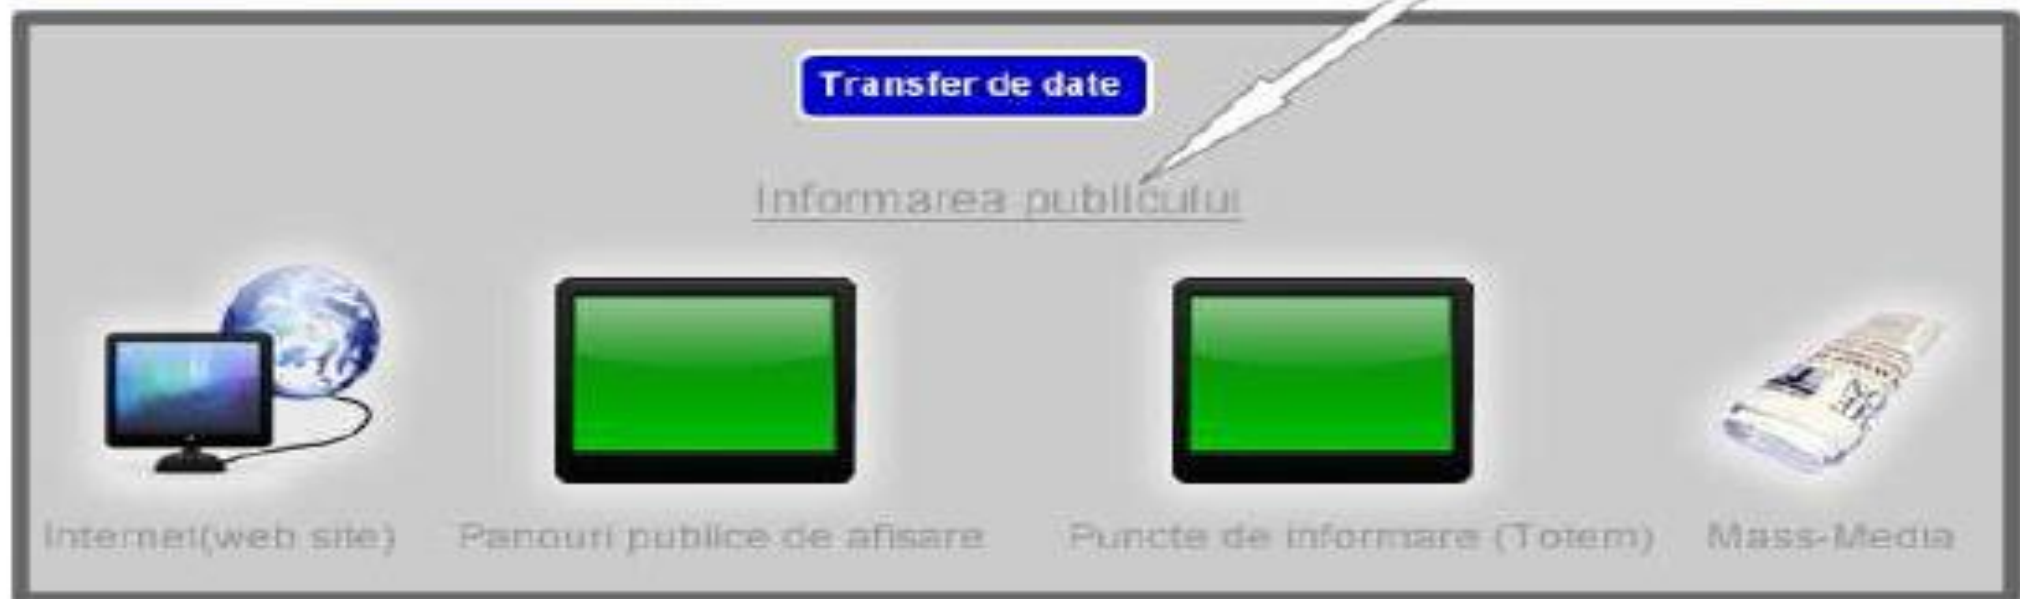 Transfer de date
Informarea publicului
Internet(web site)
Panouri publice de afisare
Puncte de informare (Totem)
Mass-Media